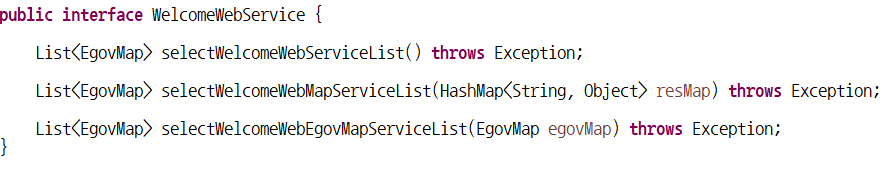 public interface WelcomeWebService {
List<EgovMap> selectWelcomeWebServiceList() throws Exception;
List<EgovMap> selectWelcomeWebMapServiceList(HashMap<String, Object> resMap) throws Exception;
List<EgovMap> selectWelcomeWebEgovMapServiceList(EgovMap egovMap) throws Exception;
}